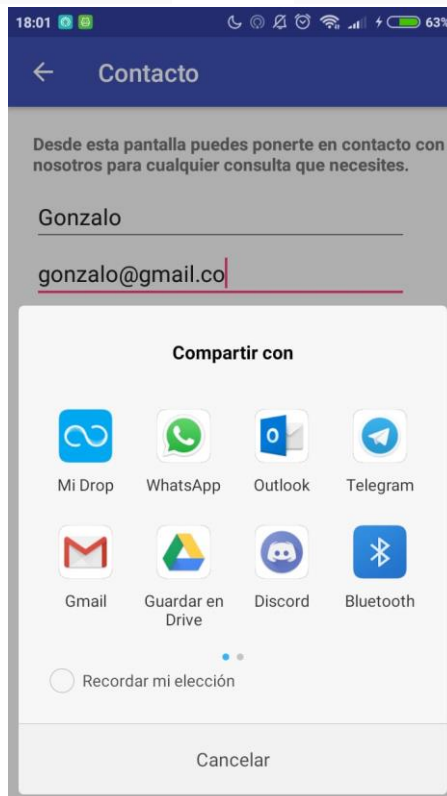 18:01
63%
Contacto
Desde esta pantalla puedes ponerte en contacto con
nosotros para cualquier consulta que necesites.
Gonzalo
gonzalo@gmail.co
Compartir con
Mi Drop
WhatsApp
Outlook
Telegram
Gmail
Guardar en
Drive
Discord
Bluetooth
Recordar mi elección
Cancelar